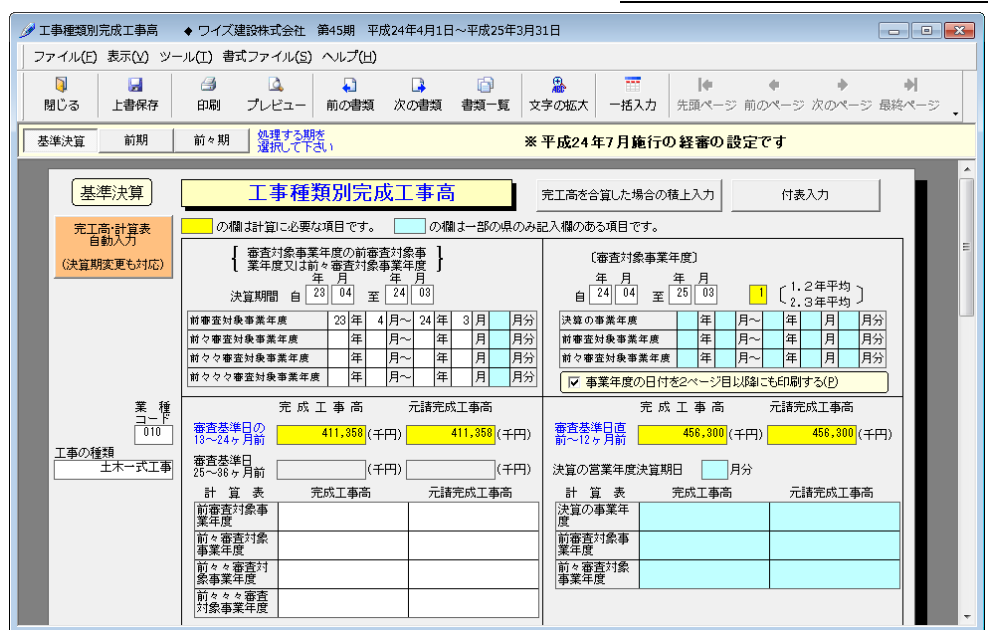 工事種類別完成工事高 ◆ ワイズ建設株式会社 第45期 平成24年4月1日～平成25年3月31日
ファイル(F) 表示(V) ツール(T) 書式ファイル(S) ヘルプ(H)
閉じる 上書保存 印刷 プレビュー 前の書類 次の書類 書類一覧 文字の拡大 一括入力 先頭ページ 前のページ 次のページ 最終ページ
基準決算 前期 前々期 処理する期を
選択して下さい
※ 平成24年7月施行の経審の設定です
基準決算 工事種類別完成工事高 完工高を合算した場合の積上入力 付表入力
完工高・計算表
自動入力
(決算期変更も対応)
の欄は計算に必要な項目です。 の欄は一部の県のみ記入欄のある項目です。
審査対象事業年度の前審査対象事
業年度又は前々審査対象事業年度
年 月 年 月
決算期間 自 23 04 至 24 03
前審査対象事業年度 23 年 4 月～ 24 年 3 月 月分
前々審査対象事業年度 年 月～ 年 月 月分
前々々審査対象事業年度 年 月～ 年 月 月分
前々々々審査対象事業年度 年 月～ 年 月 月分
〔審査対象事業年度〕
年 月 年 月
自 24 04 至 25 03 1 1.2年平均
2.3年平均
決算の事業年度 年 月～ 年 月 月分
前審査対象事業年度 年 月～ 年 月 月分
前々審査対象事業年度 年 月～ 年 月 月分
事業年度の日付を2ページ目以降にも印刷する(P)
業 種
コード
010
工事の種類
土木一式工事
完 成 工 事 高 元請完成工事高
審査基準日の
13～24ヶ月前
411,358 (千円) 411,358 (千円)
審査基準日
25～36ヶ月前
(千円) (千円)
計 算 表 完成工事高 元請完成工事高
前審査対象事
業年度
前々審査対象
事業年度
前々々審査対
象事業年度
前々々々審査
対象事業年度
完 成 工 事 高 元請完成工事高
審査基準日直
前～12ヶ月前
456,300 (千円) 456,300 (千円)
決算の営業年度決算期日 月分
計 算 表 完成工事高 元請完成工事高
決算の事業年
度
前審査対象事
業年度
前々審査対象
事業年度